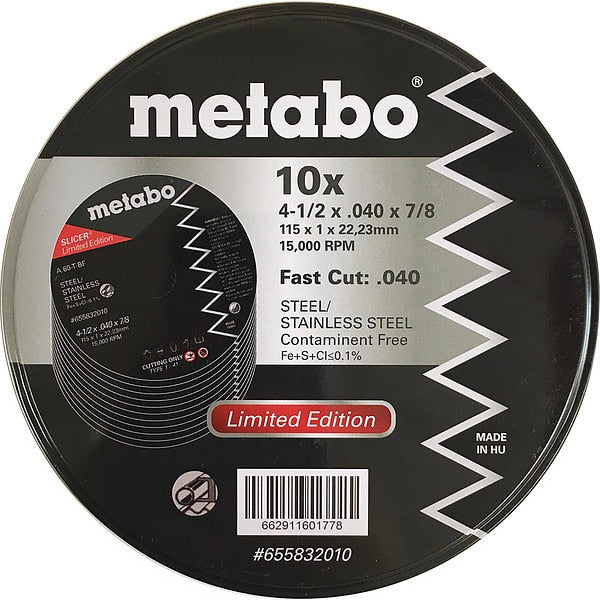 metabo®
10x
4-1/2 x .040 x 7/8
115 x 1 x 22,23mm
15,000 RPM
Fast Cut: .040
STEEL/
STAINLESS STEEL
Contaminent Free
Fe+S+Cl≤0.1%
metabo
SLICER®
Limited Edition
A 60-T-BF
STEEL/
STAINLESS
STEEL
Fe+S+Cl≤0.1%
#655832010
4-1/2 x .040 x 7/8
115 x 1 x 22,23mm
15,000 RPM
CUTTING ONLY
Limited Edition
MADE
IN HU
662911601778
#655832010